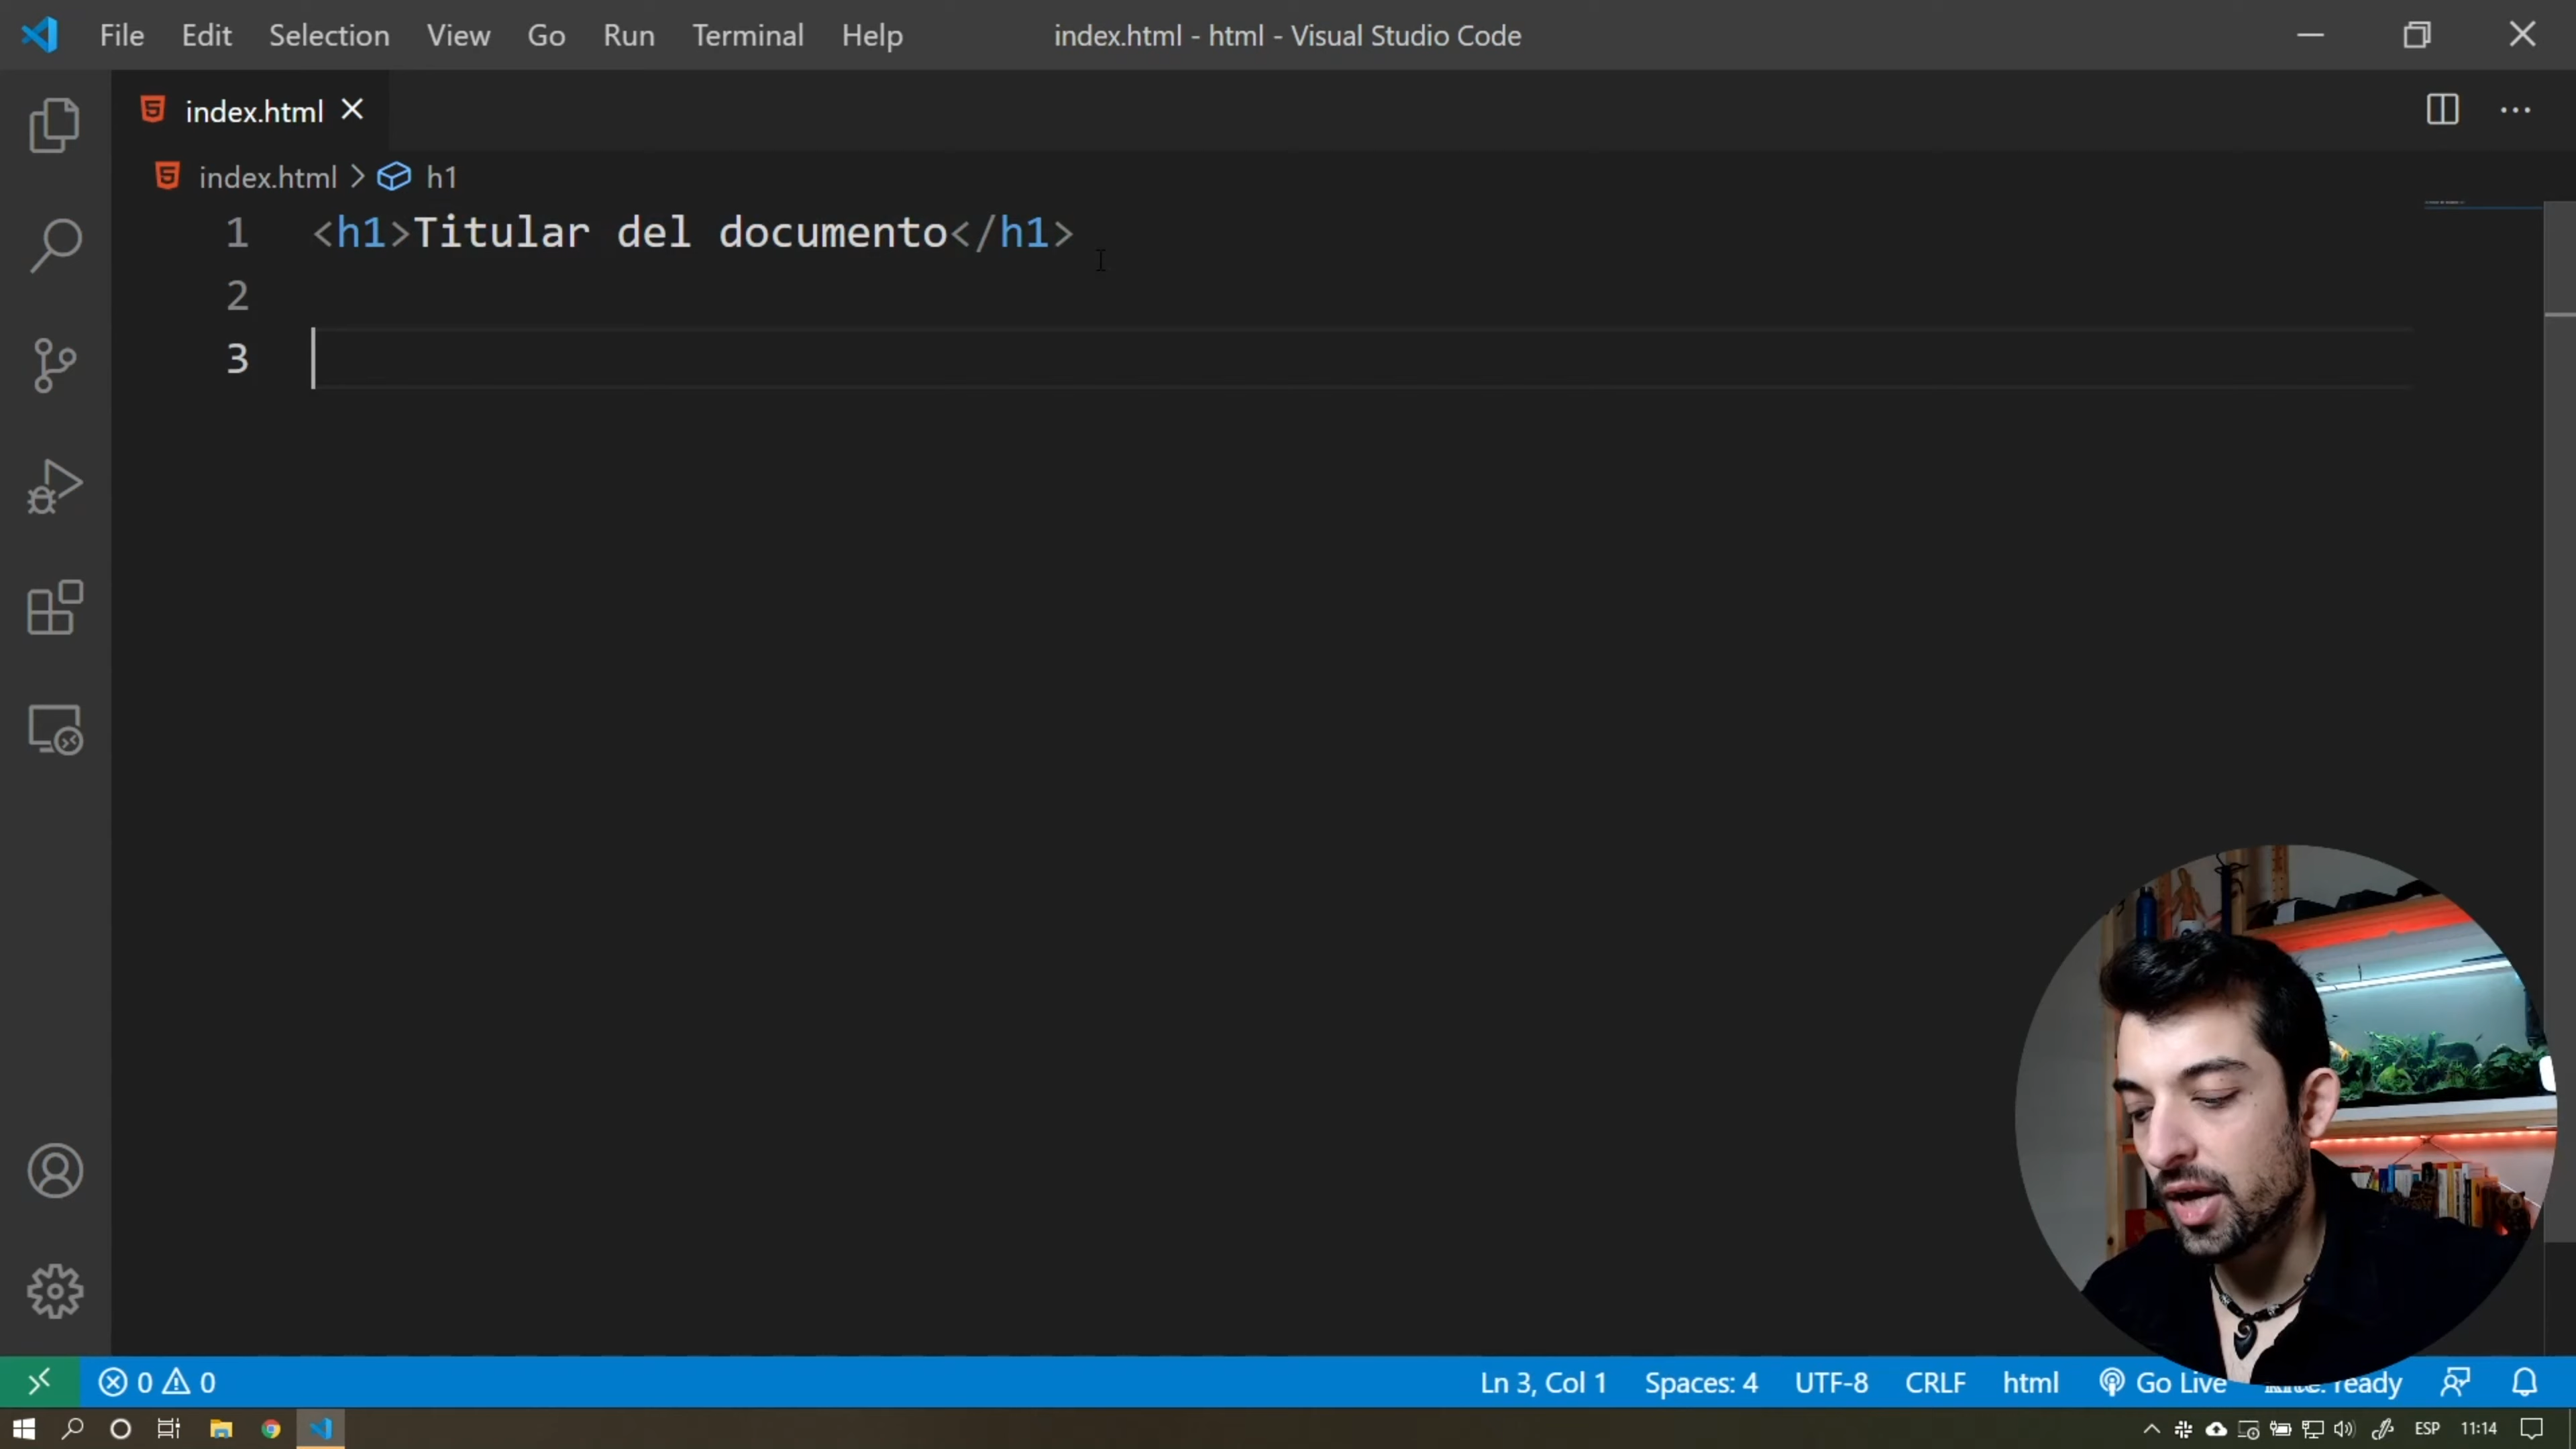 File Edit Selection View Go Run Terminal Help index.html - html - Visual Studio Code
index.html
index.html > h1
1 <h1>Titular del documento</h1>
2
3
0 0 Ln 3, Col 1 Spaces: 4 UTF-8 CRLF html Go Live ready
ESP 11:14